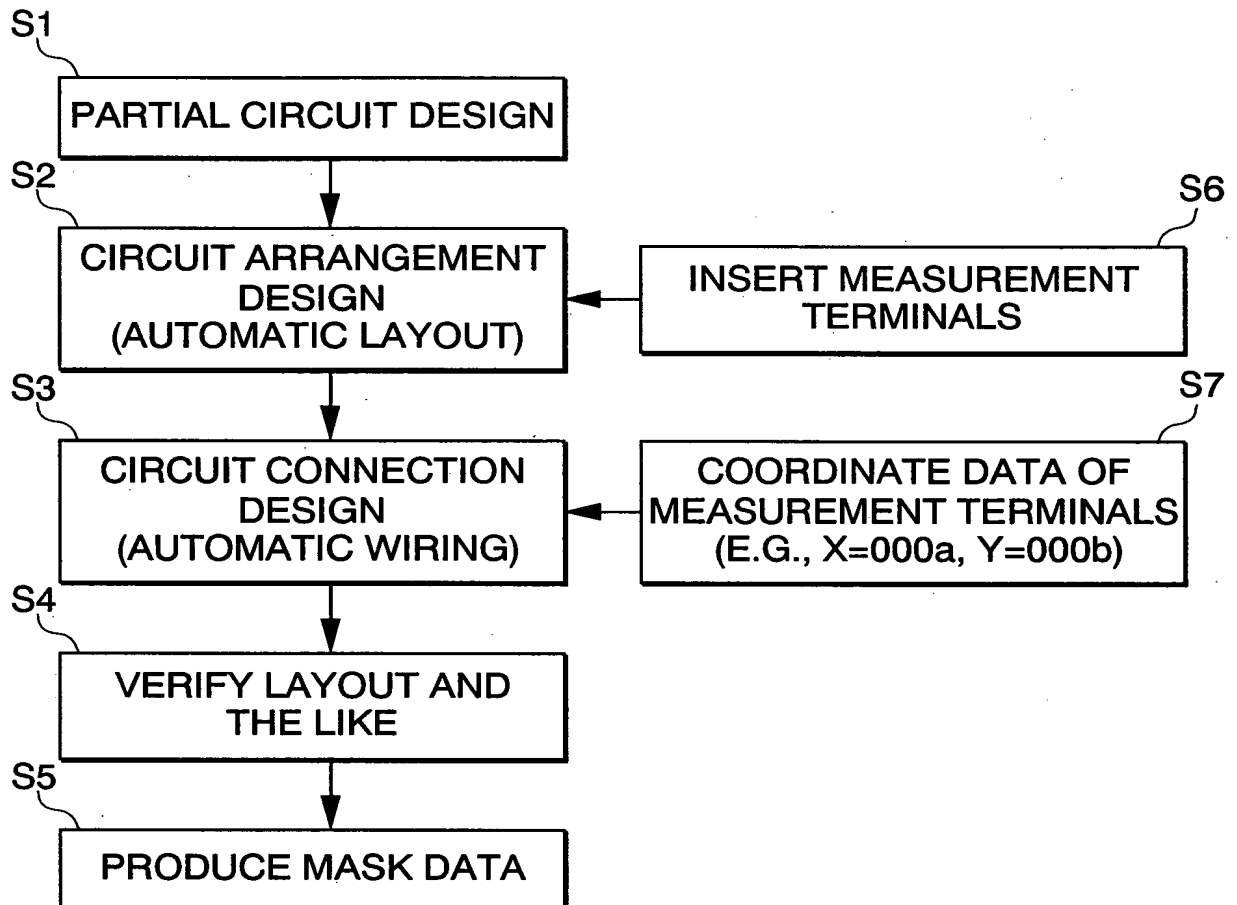 S1
PARTIAL CIRCUIT DESIGN
S2
CIRCUIT ARRANGEMENT
DESIGN
(AUTOMATIC LAYOUT)
S6
INSERT MEASUREMENT
TERMINALS
S3
CIRCUIT CONNECTION
DESIGN
(AUTOMATIC WIRING)
S7
COORDINATE DATA OF
MEASUREMENT TERMINALS
(E.G., X=000a, Y=000b)
S4
VERIFY LAYOUT AND
THE LIKE
S5
PRODUCE MASK DATA